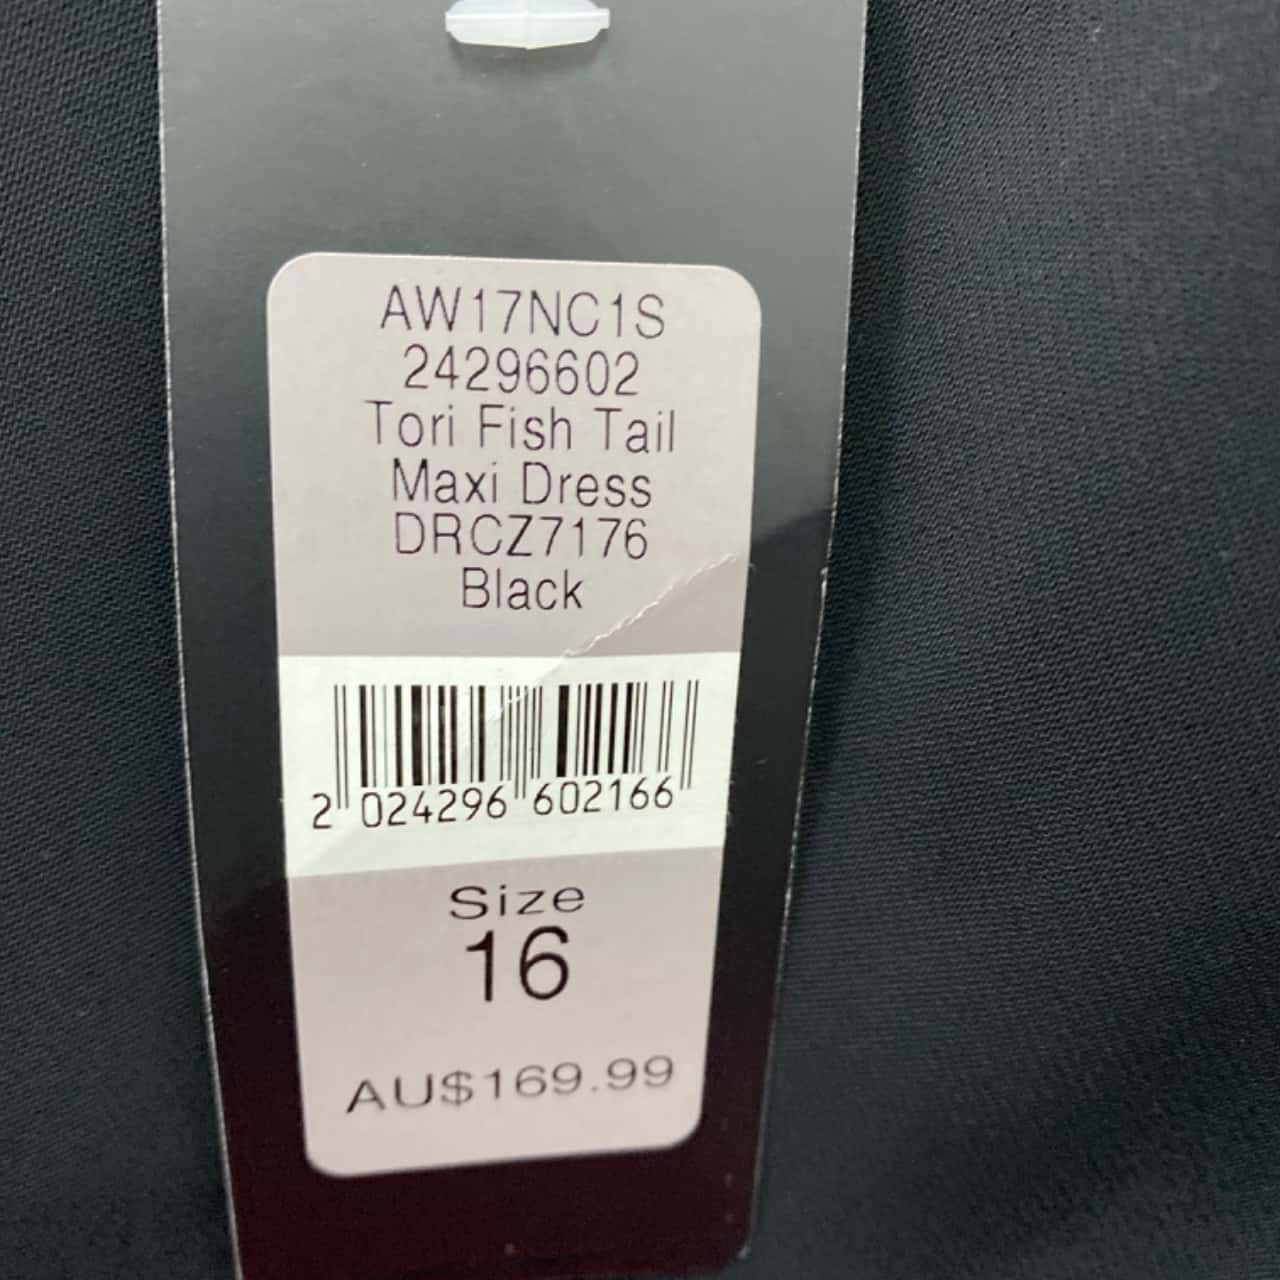 AW17NC1S
24296602
Tori Fish Tail
Maxi Dress
DRCZ7176
Black
2 024296 602166
Size
16
AU$169.99